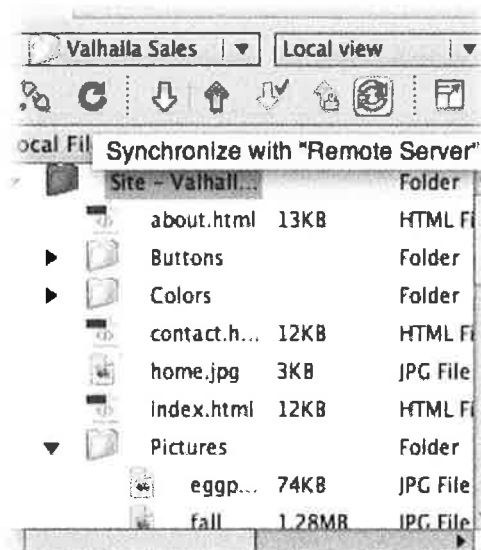 Valhalla Sales Local view
ocal Fil
Synchronize with "Remote Server"
Site – Valhall... Folder
about.html 13KB HTML Fi
Buttons Folder
Colors Folder
contact.h... 12KB HTML Fi
home.jpg 3KB JPG File
index.html 12KB HTML Fi
Pictures Folder
eggp... 74KB JPG File
fall 1.28MB JPG File